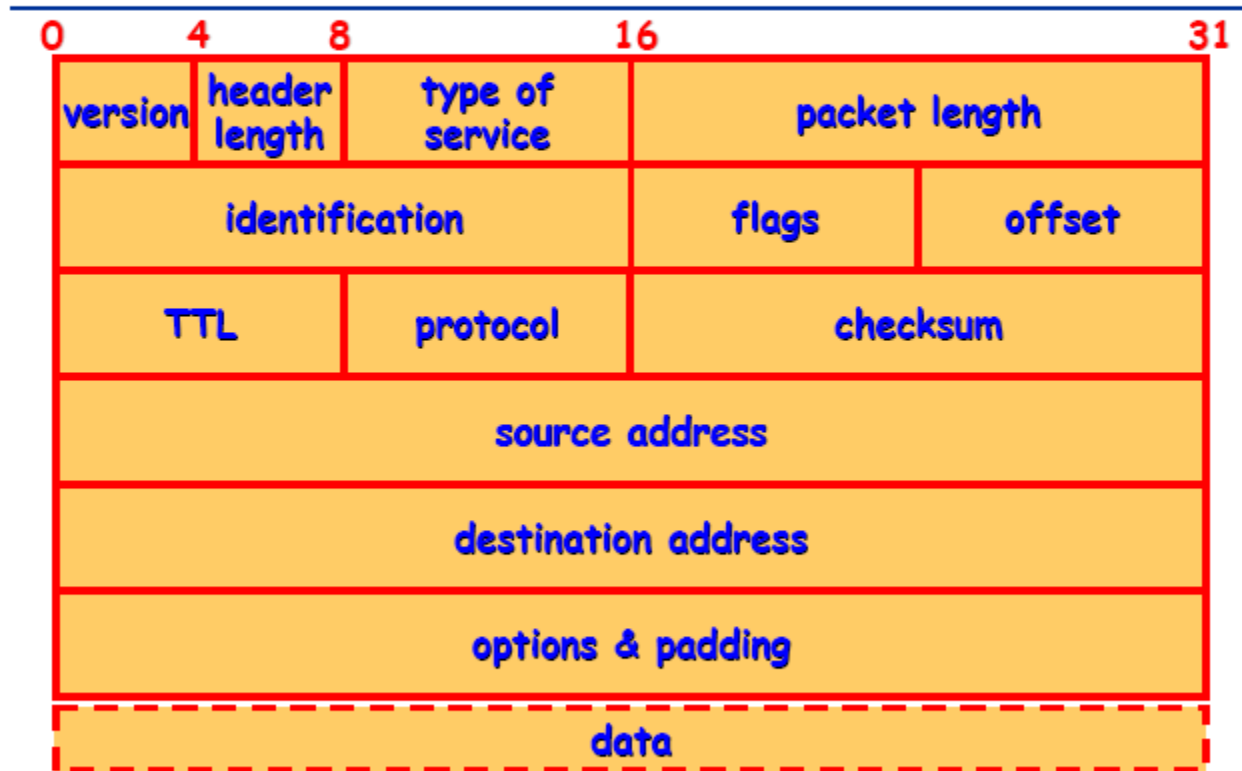 0 4 8 16 31
version header length type of service packet length
identification flags offset
TTL protocol checksum
source address
destination address
options & padding
data